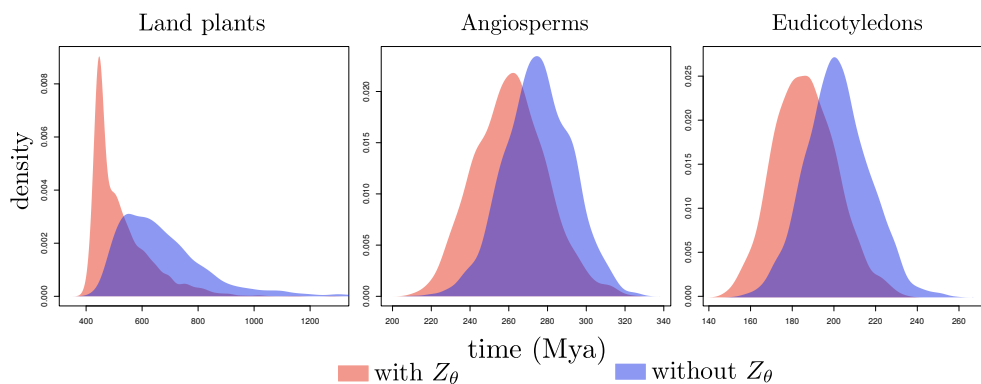 Land plants
Angiosperms
Eudicotyledons
density
0.000
0.002
0.004
0.006
0.008
400 600 800 1000 1200
0.000
0.005
0.010
0.015
0.020
200 220 240 260 280 300 320 340
0.000
0.005
0.010
0.015
0.020
0.025
140 160 180 200 220 240 260
time (Mya)
with Zθ without Zθ